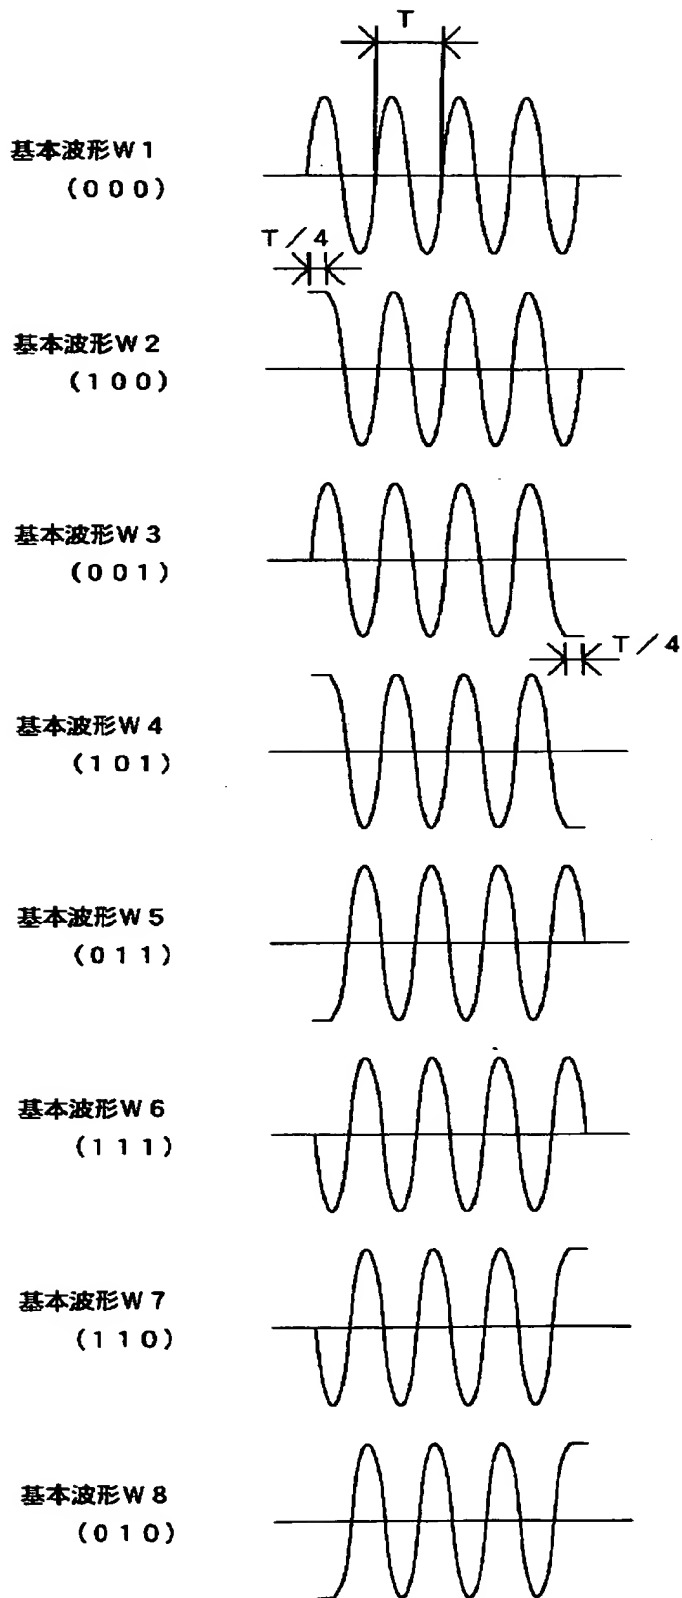 T
基本波形W1
(000)
T/4
基本波形W2
(100)
基本波形W3
(001)
T/4
基本波形W4
(101)
基本波形W5
(011)
基本波形W6
(111)
基本波形W7
(110)
基本波形W8
(010)